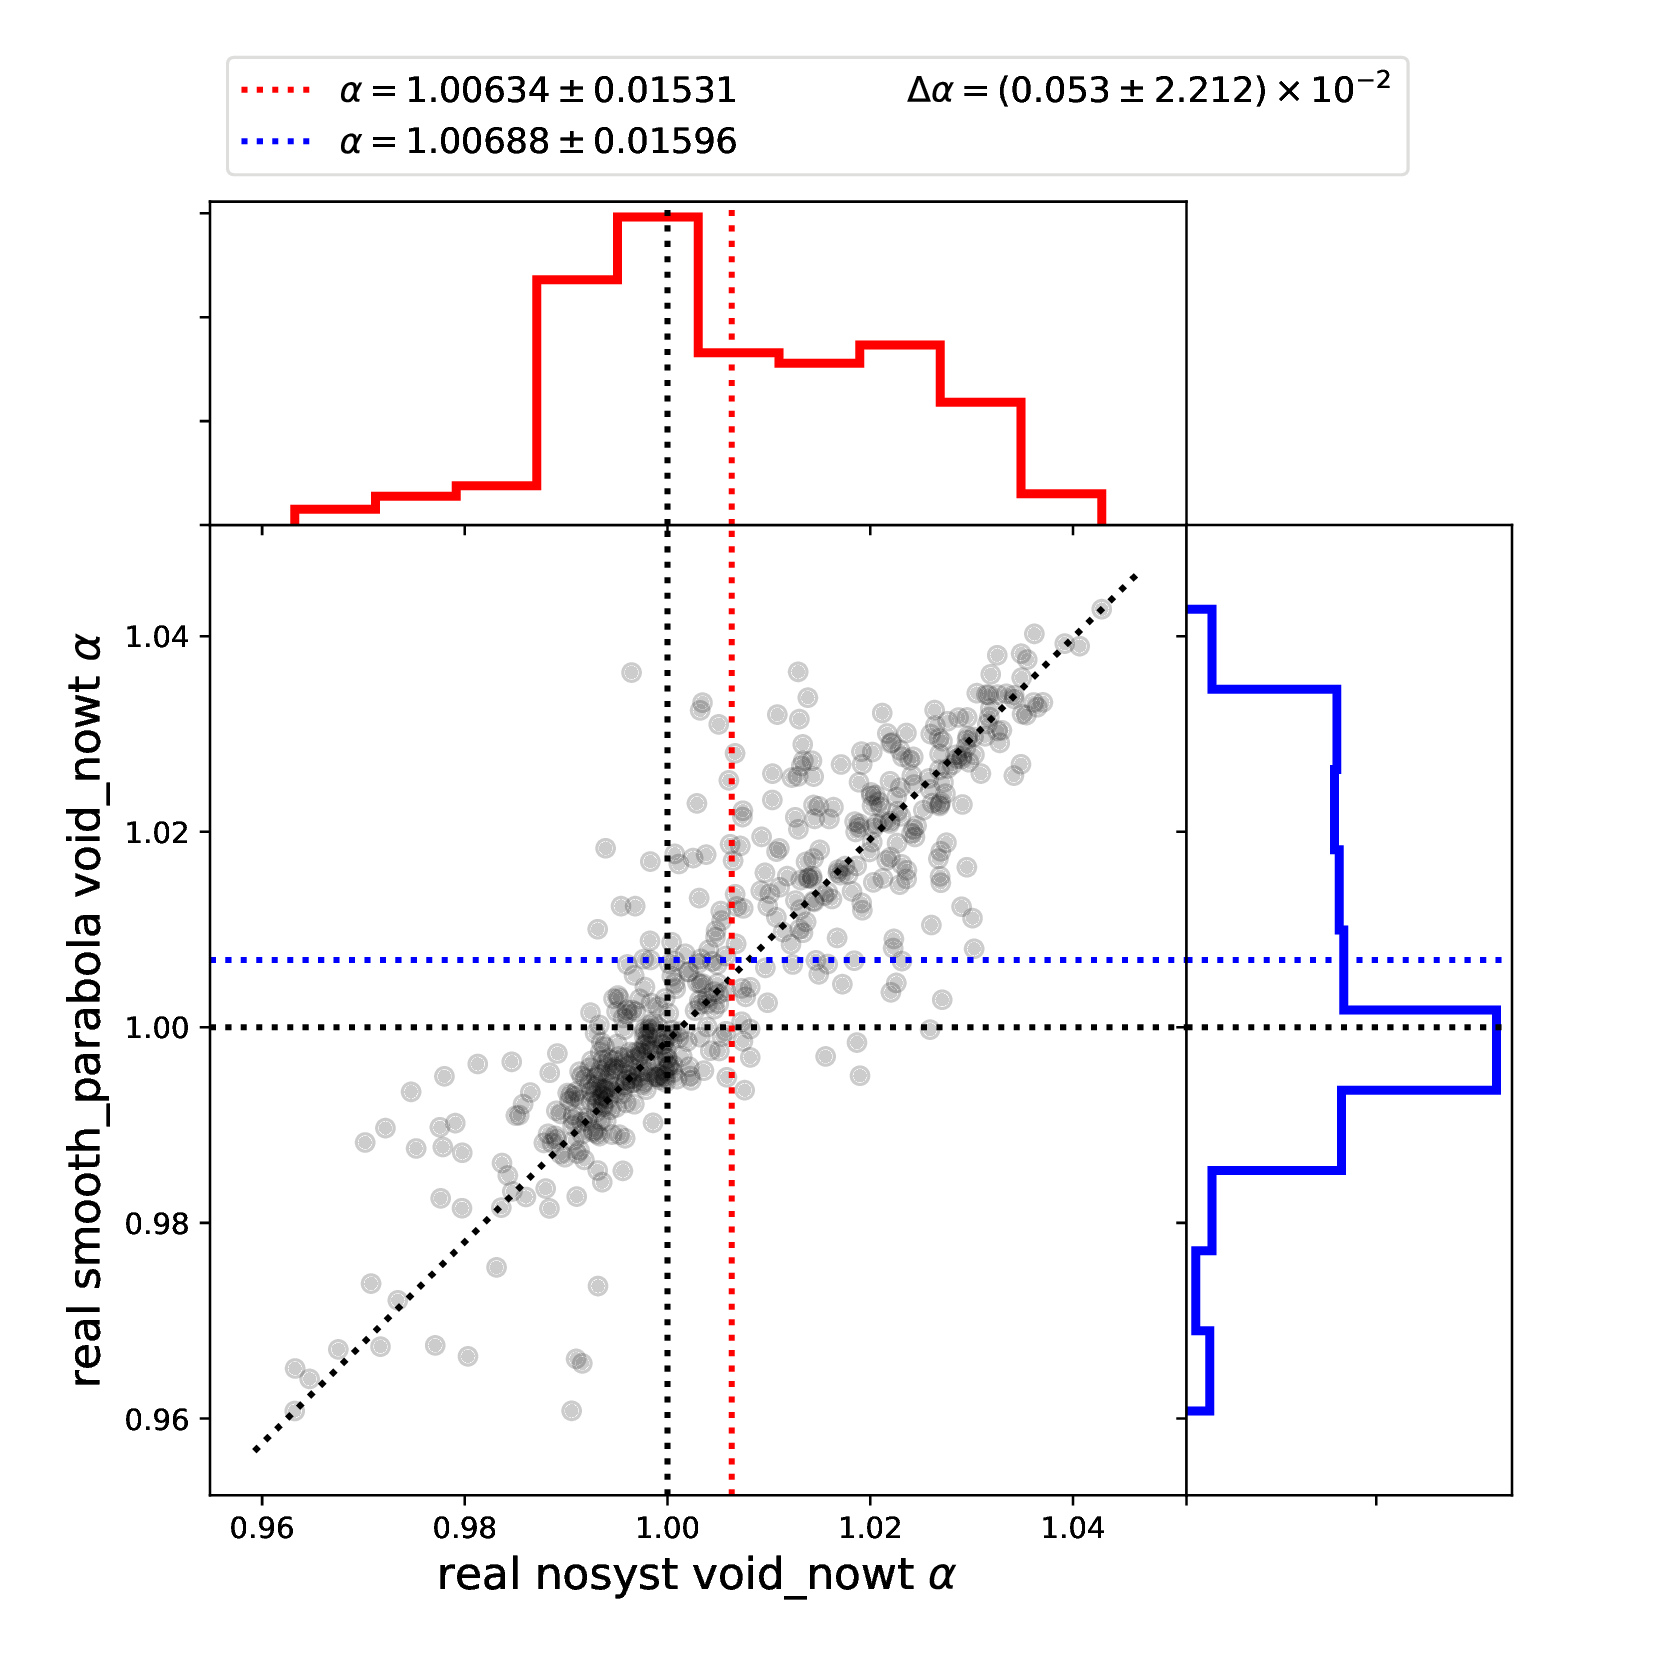 α = 1.00634 ± 0.01531
α = 1.00688 ± 0.01596
Δα = (0.053 ± 2.212) × 10⁻²
1.04
1.02
1.00
0.98
0.96
real smooth_parabola void_nowt α
0.96 0.98 1.00 1.02 1.04
real nosyst void_nowt α